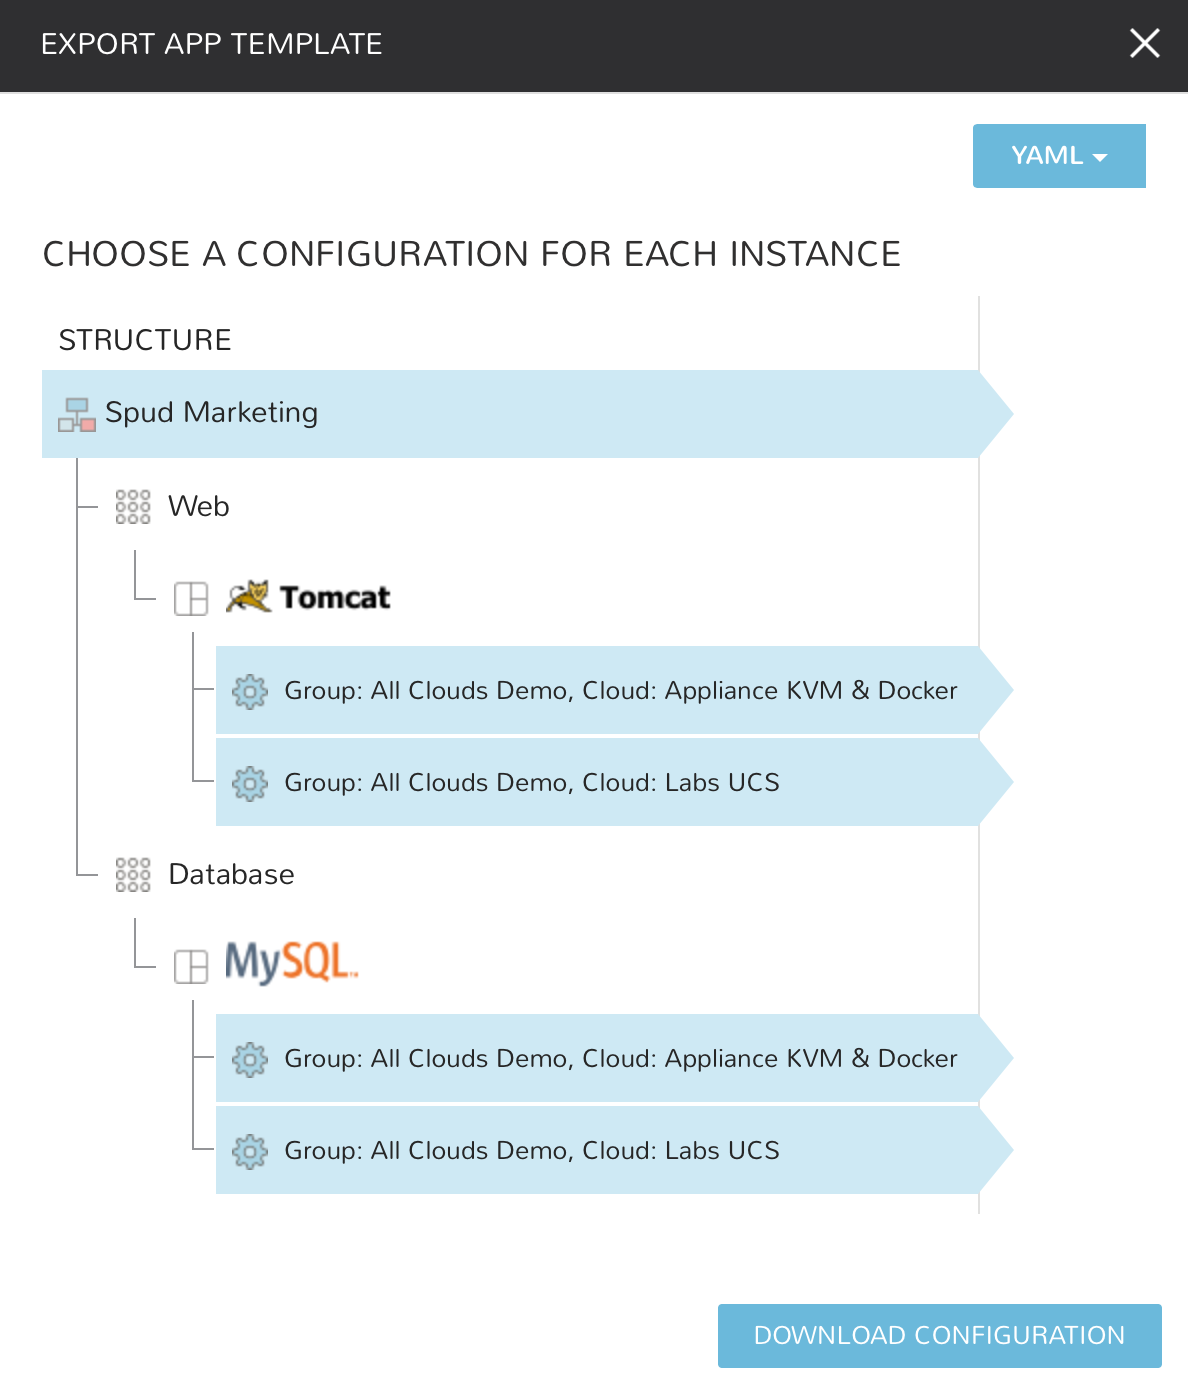 EXPORT APP TEMPLATE
YAML
CHOOSE A CONFIGURATION FOR EACH INSTANCE
STRUCTURE
Spud Marketing
Web
Tomcat
Group: All Clouds Demo, Cloud: Appliance KVM & Docker
Group: All Clouds Demo, Cloud: Labs UCS
Database
MySQL™
Group: All Clouds Demo, Cloud: Appliance KVM & Docker
Group: All Clouds Demo, Cloud: Labs UCS
DOWNLOAD CONFIGURATION